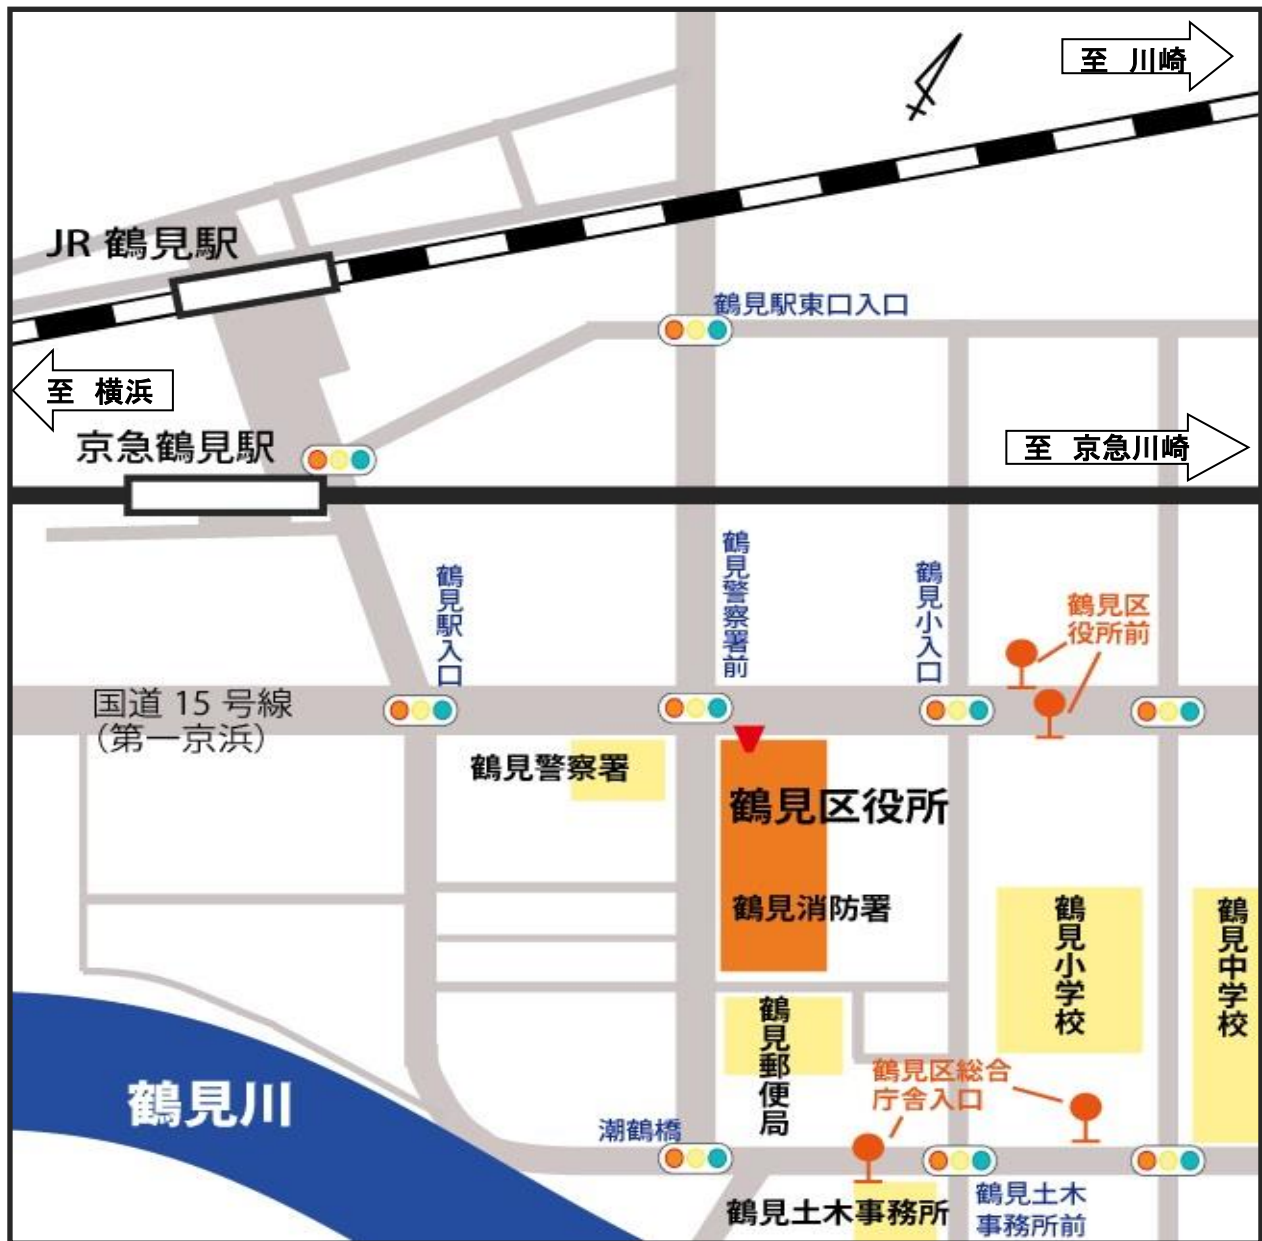 至 川崎
JR 鶴見駅
鶴見駅東口入口
至 横浜
京急鶴見駅
至 京急川崎
鶴見駅入口
鶴見警察署前
鶴見小入口
鶴見区
役所前
国道 15 号線
（第一京浜）
鶴見警察署
鶴見区役所
鶴見消防署
鶴見小学校
鶴見中学校
鶴見郵便局
鶴見区総合
庁舎入口
鶴見川
潮鶴橋
鶴見土木事務所
鶴見土木
事務所前